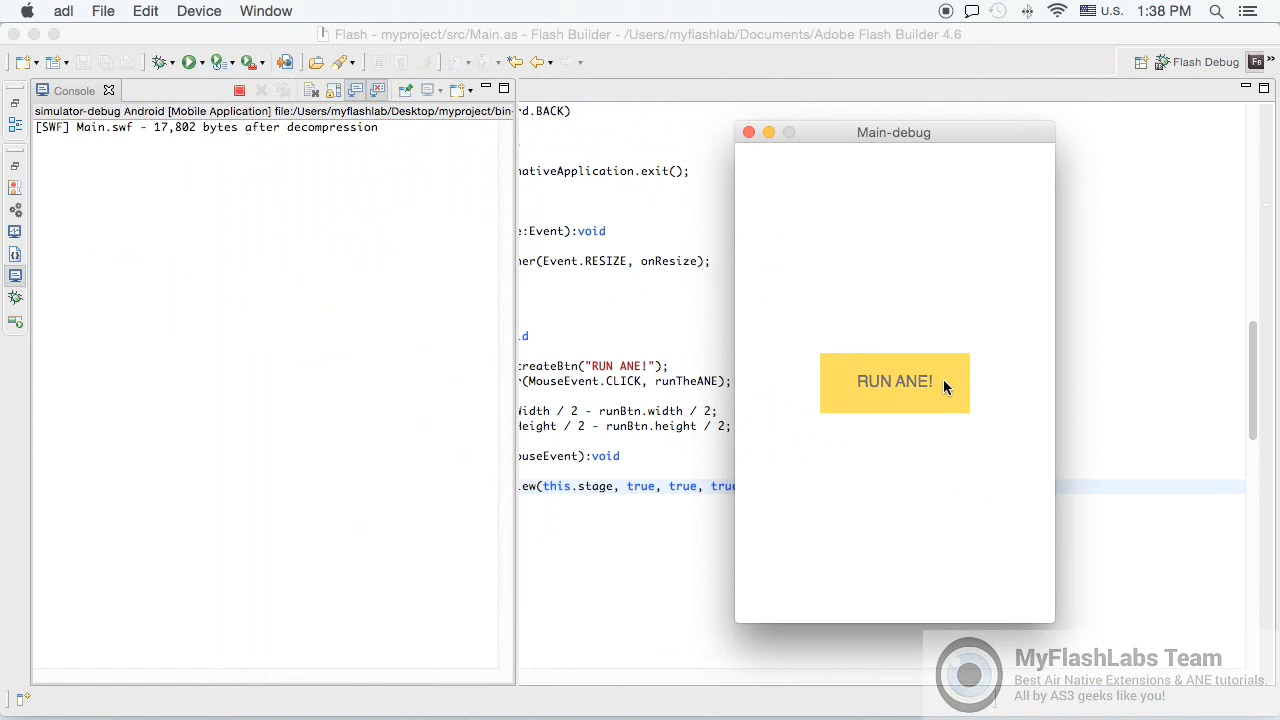 adl File Edit Device Window U.S. 1:38 PM
Flash - myproject/src/Main.as - Flash Builder - /Users/myflashlab/Documents/Adobe Flash Builder 4.6
Flash Debug
Console
simulator-debug Android [Mobile Application] file:/Users/myflashlab/Desktop/myproject/bin-
[SWF] Main.swf - 17,802 bytes after decompression
rd.BACK)
nativeApplication.exit();
e:Event):void
ner(Event.RESIZE, onResize);
id
createBtn("RUN ANE!");
r(MouseEvent.CLICK, runTheANE);
Width / 2 - runBtn.width / 2;
Height / 2 - runBtn.height / 2;
ouseEvent):void
iew(this.stage, true, true, true
Main-debug
RUN ANE!
MyFlashLabs Team
Best Air Native Extensions & ANE tutorials.
All by AS3 geeks like you!